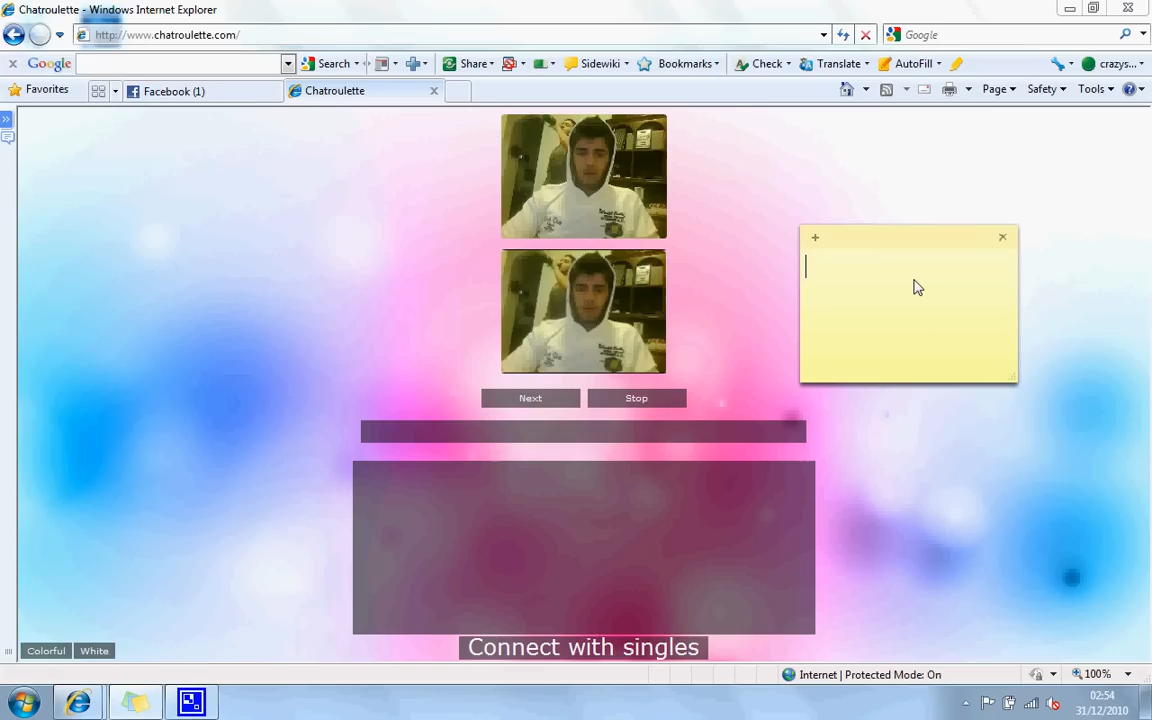 Chatroulette - Windows Internet Explorer
http://www.chatroulette.com/
Google
Google
Search
Share
Sidewiki
Bookmarks
Check
Translate
AutoFill
crazys...
Favorites
Facebook (1)
Chatroulette
Page
Safety
Tools
Next
Stop
Connect with singles
Colorful
White
Internet | Protected Mode: On
100%
02:54
31/12/2010